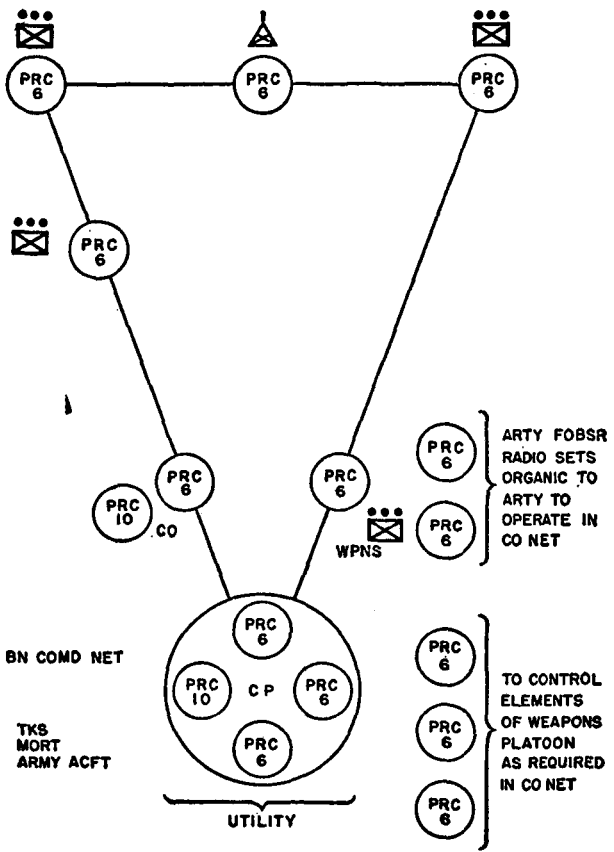 PRC
6
PRC
6
PRC
6
PRC
6
PRC
6
PRC
10
CO
PRC
6
WPNS
PRC
6
PRC
6
ARTY FOBSR
RADIO SETS
ORGANIC TO
ARTY TO
OPERATE IN
CO NET
BN COMD NET
TKS
MORT
ARMY ACFT
PRC
6
PRC
10
CP
PRC
6
PRC
6
UTILITY
PRC
6
PRC
6
PRC
6
TO CONTROL
ELEMENTS
OF WEAPONS
PLATOON
AS REQUIRED
IN CO NET